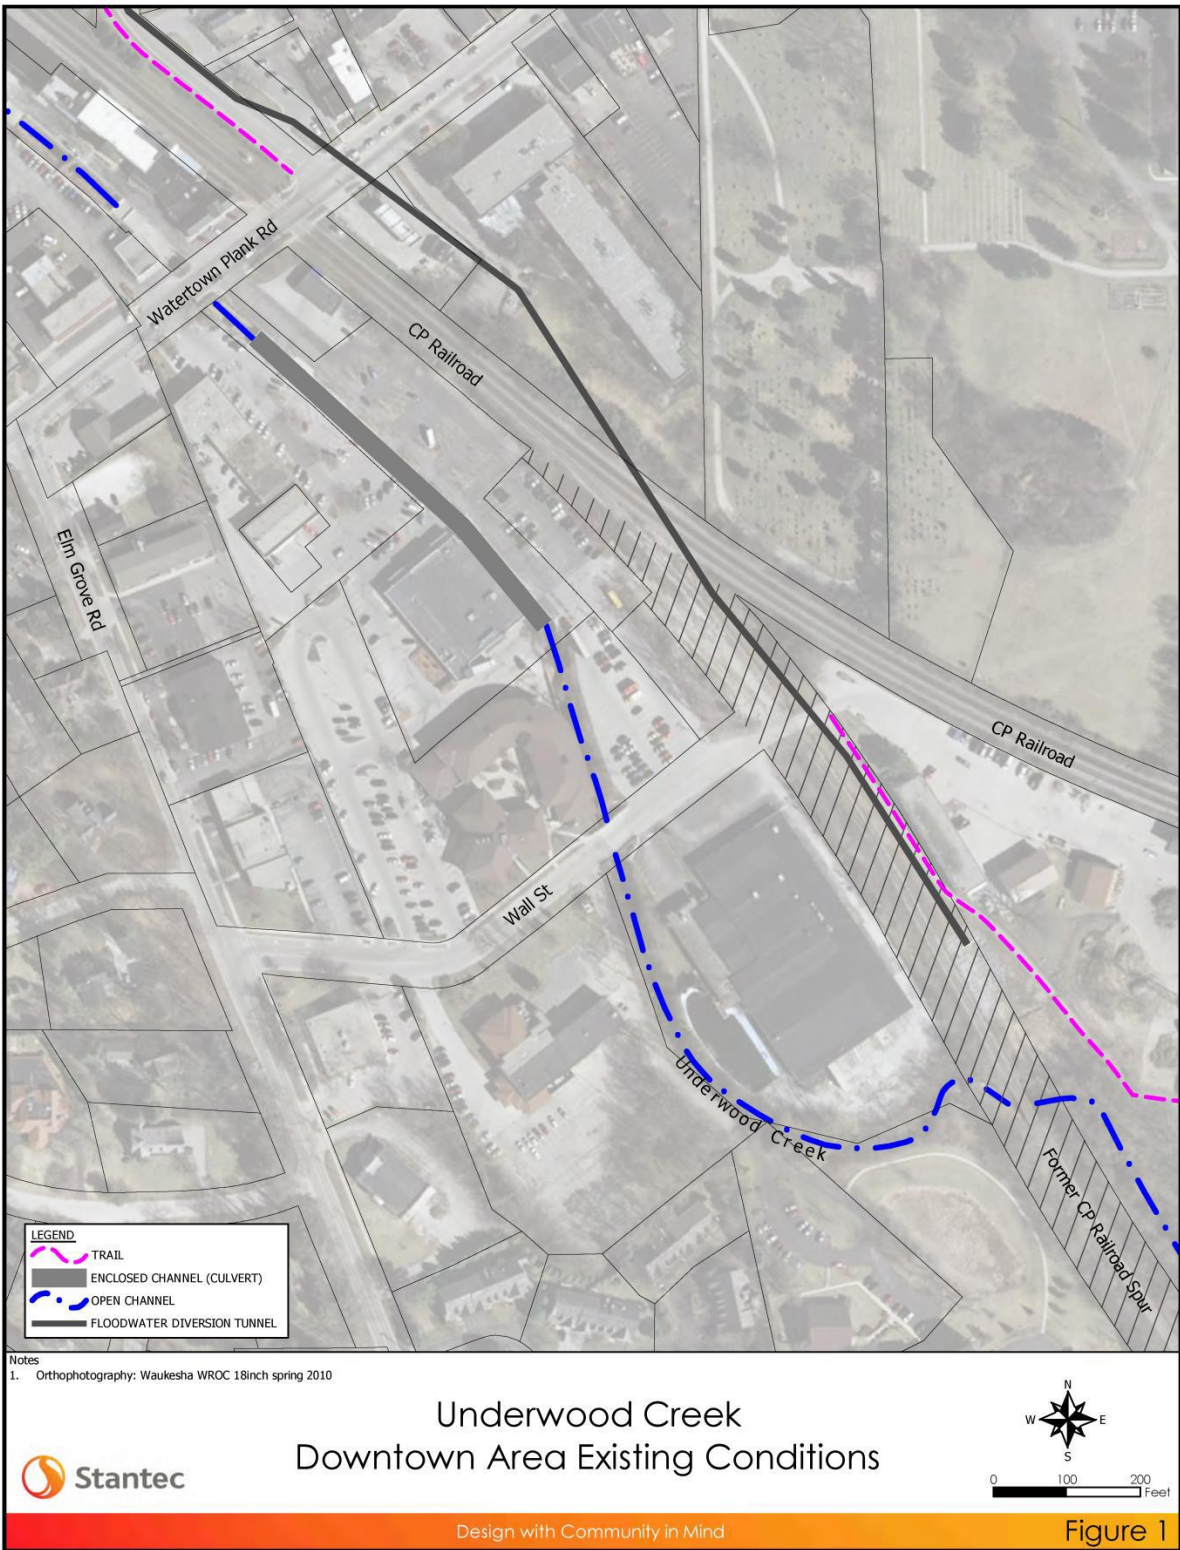 Watertown Plank Rd
CP Railroad
Elm Grove Rd
CP Railroad
Wall St
Underwood Creek
Former CP Railroad Spur
LEGEND
TRAIL
ENCLOSED CHANNEL (CULVERT)
OPEN CHANNEL
FLOODWATER DIVERSION TUNNEL
Notes
1. Orthophotography: Waukesha WROC 18inch spring 2010
Underwood Creek
Downtown Area Existing Conditions
N
W E
S
0 100 200
Feet
Stantec
Design with Community in Mind
Figure 1